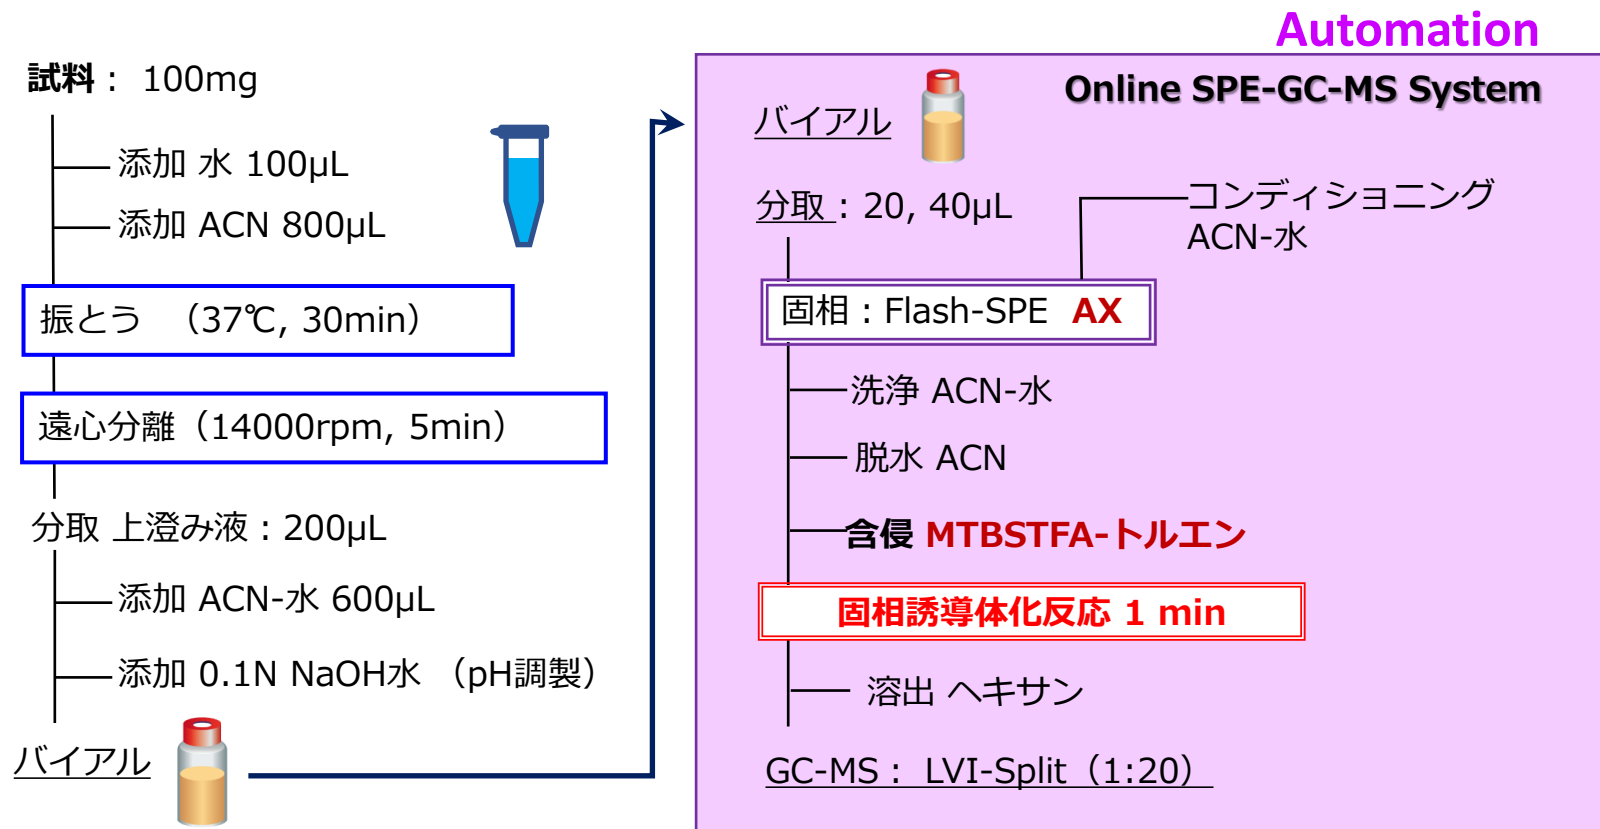 試料： 100mg
添加 水 100µL
添加 ACN 800µL
振とう （37℃, 30min）
遠心分離（14000rpm, 5min）
分取 上澄み液：200µL
添加 ACN-水 600µL
添加 0.1N NaOH水 （pH調製）
バイアル
Automation
Online SPE-GC-MS System
バイアル
分取：20, 40µL
コンディショニング
ACN-水
固相：Flash-SPE AX
洗浄 ACN-水
脱水 ACN
含侵 MTBSTFA-トルエン
固相誘導体化反応 1 min
溶出 ヘキサン
GC-MS： LVI-Split（1:20）